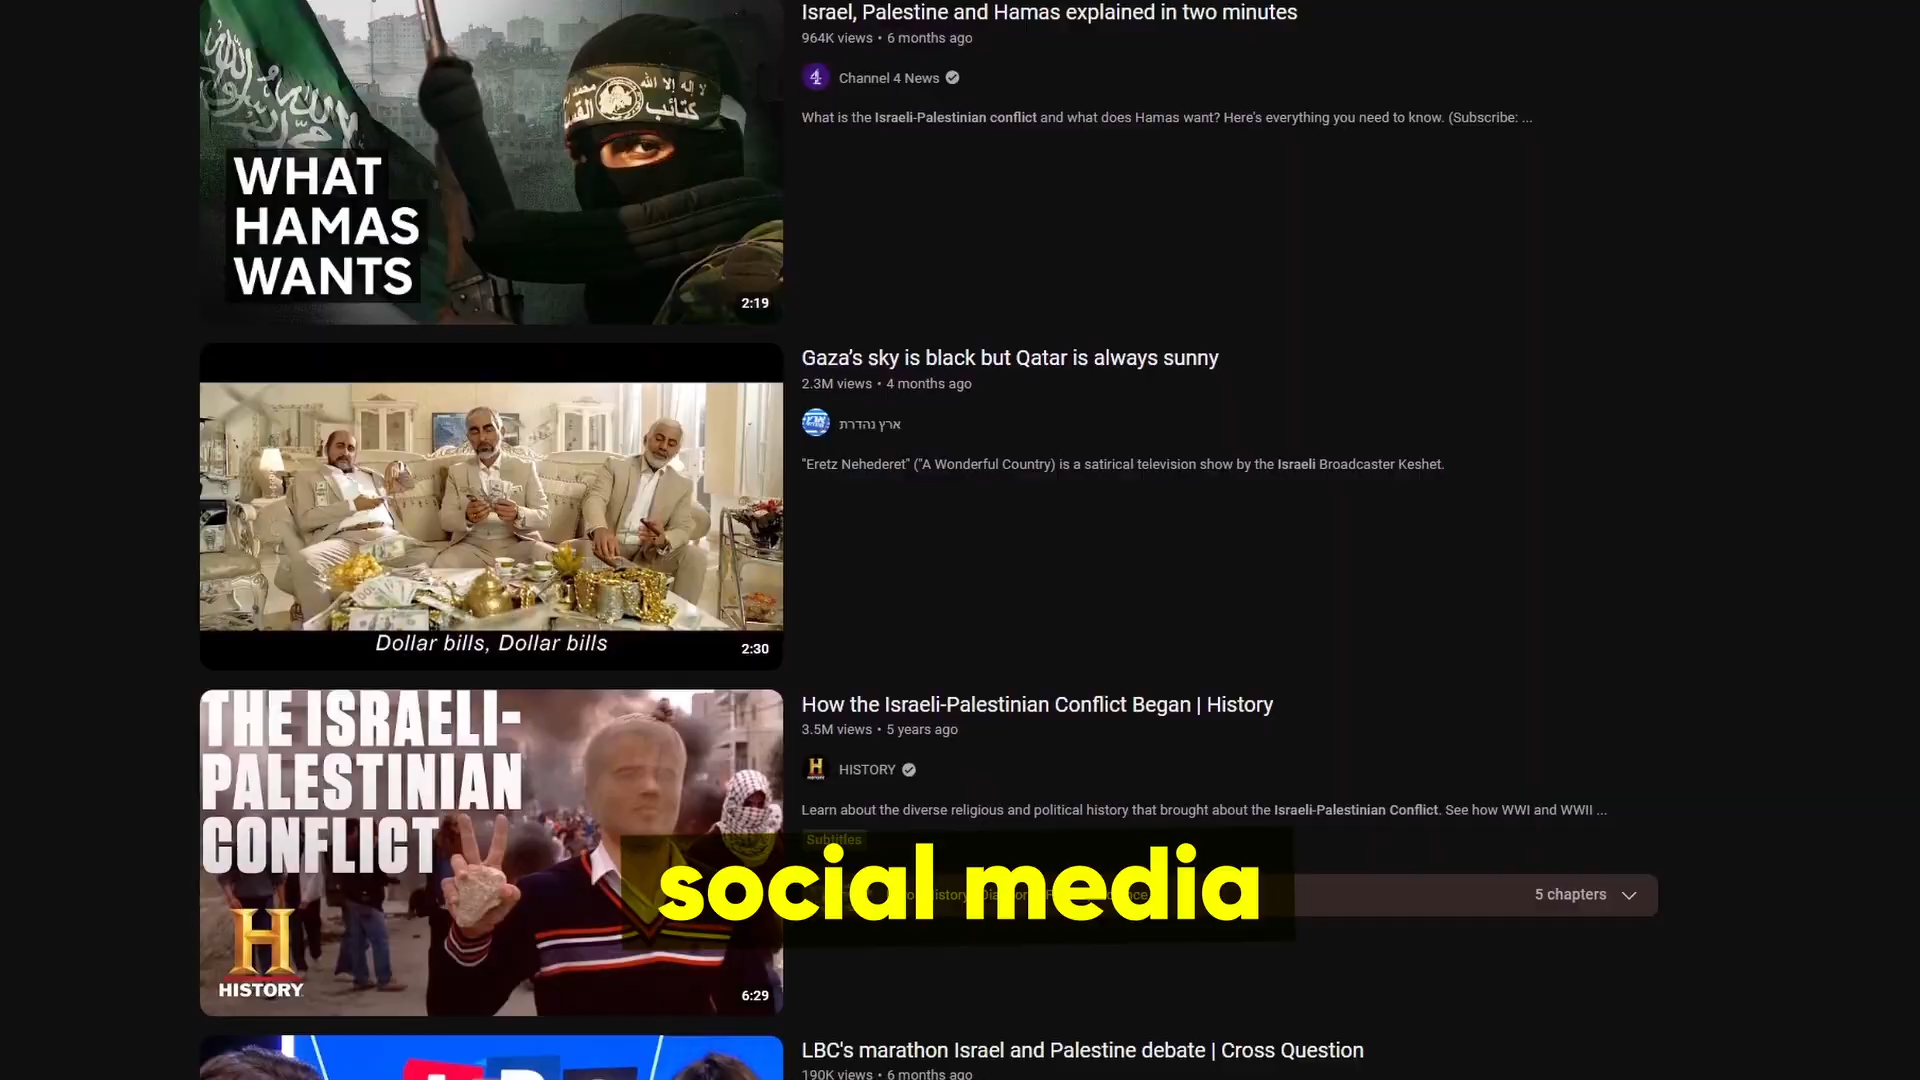 Israel, Palestine and Hamas explained in two minutes
964K views • 6 months ago
Channel 4 News
What is the Israeli-Palestinian conflict and what does Hamas want? Here's everything you need to know. (Subscribe: ...
لا إله إلا الله
كتائب
WHAT
HAMAS
WANTS
2:19
Gaza’s sky is black but Qatar is always sunny
2.3M views • 4 months ago
ארץ נהדרת
"Eretz Nehederet" ("A Wonderful Country) is a satirical television show by the Israeli Broadcaster Keshet.
Dollar bills, Dollar bills
2:30
THE ISRAELI-
PALESTINIAN
CONFLICT
H
HISTORY
6:29
How the Israeli-Palestinian Conflict Began | History
3.5M views • 5 years ago
HISTORY
Learn about the diverse religious and political history that brought about the Israeli-Palestinian Conflict. See how WWI and WWII ...
Subtitles
5 chapters
social media
LBC's marathon Israel and Palestine debate | Cross Question
190K views • 6 months ago